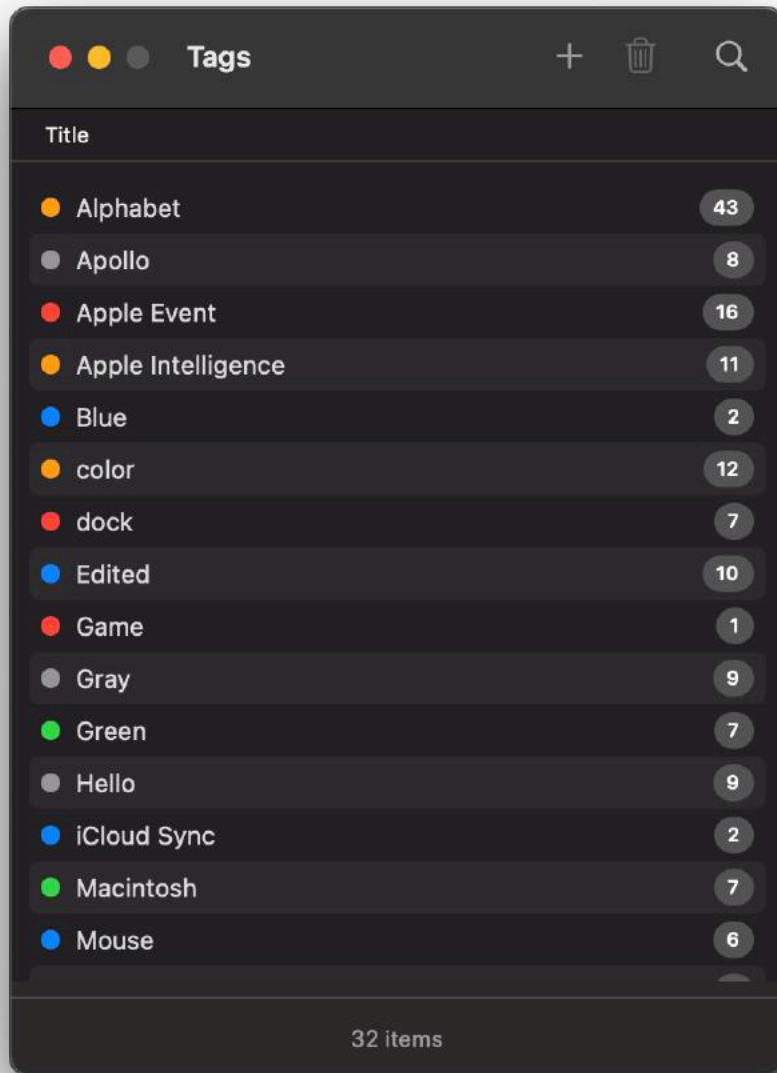 Tags
Title
Alphabet 43
Apollo 8
Apple Event 16
Apple Intelligence 11
Blue 2
color 12
dock 7
Edited 10
Game 1
Gray 9
Green 7
Hello 9
iCloud Sync 2
Macintosh 7
Mouse 6
32 items